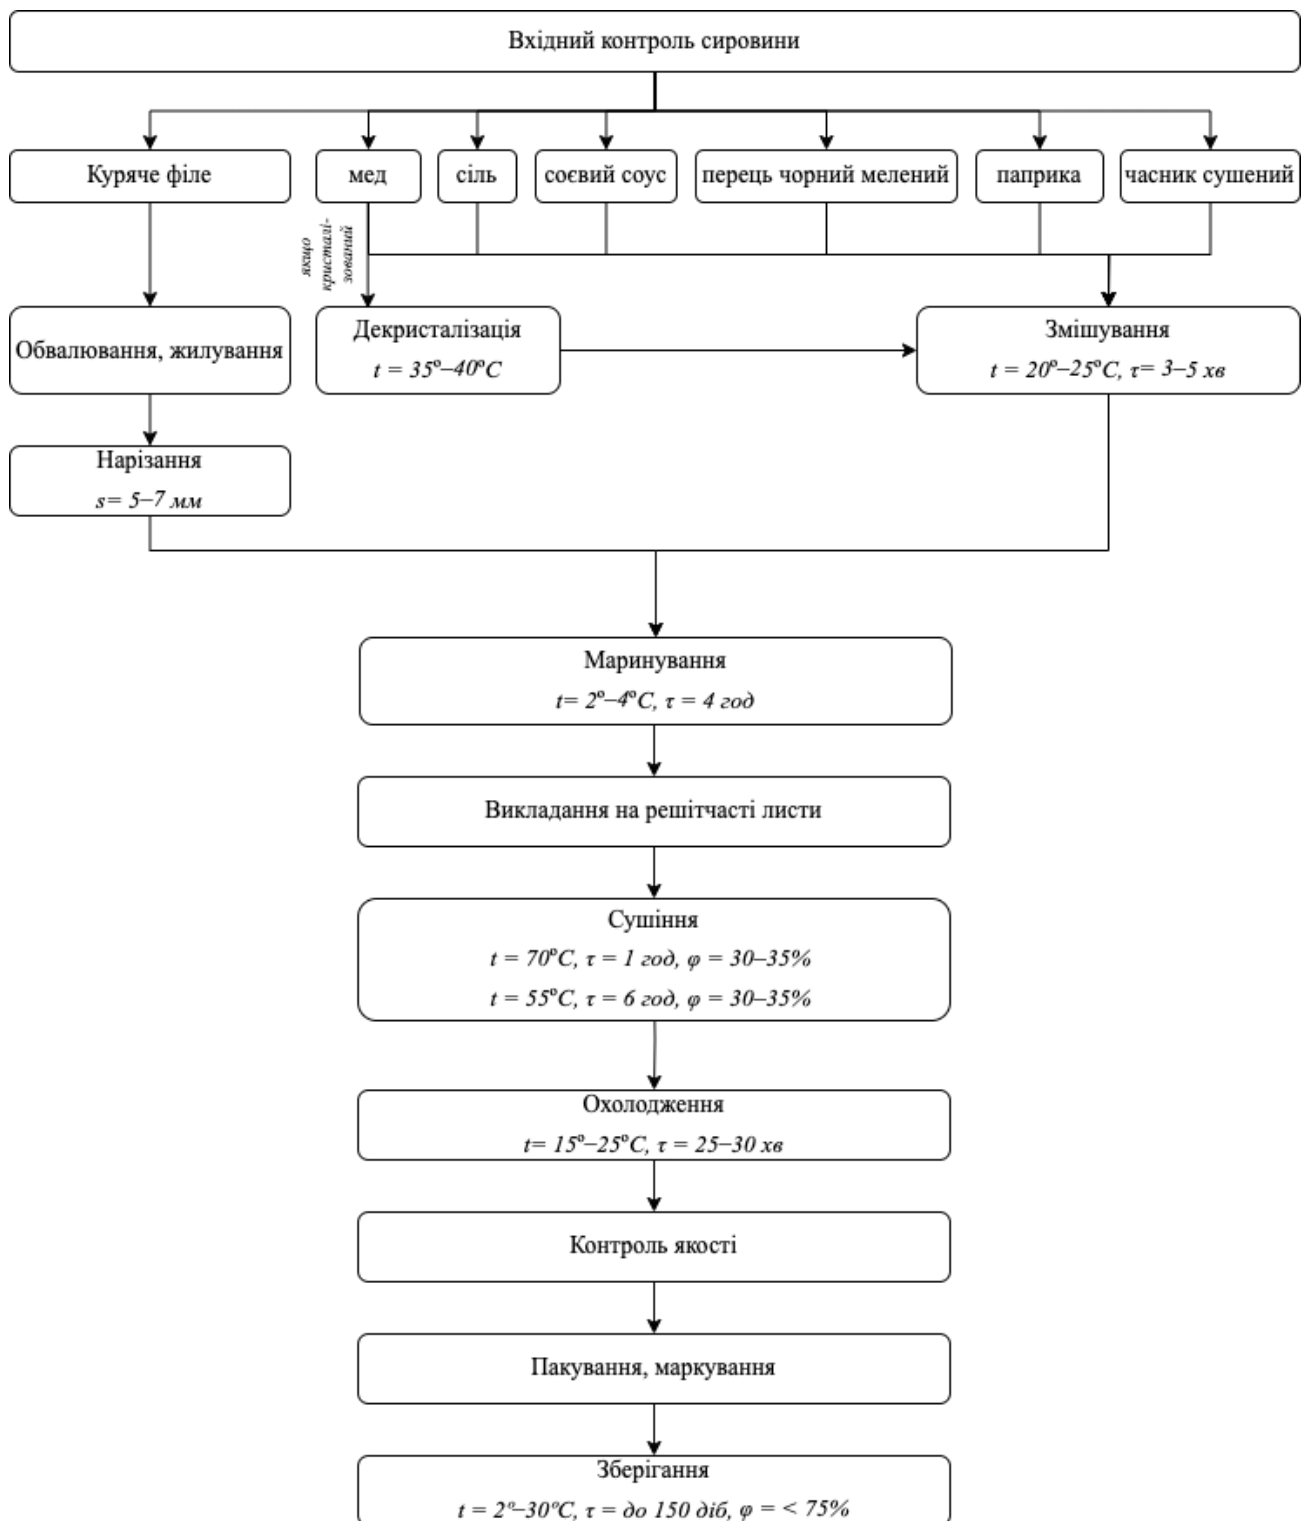 Вхідний контроль сировини
Куряче філе
мед
сіль
соєвий соус
перець чорний мелений
паприка
часник сушений
якщо
кристалі-
зований
Обвалювання, жилування
Декристалізація
t = 35º–40ºC
Змішування
t = 20º–25ºC, τ= 3–5 хв
Нарізання
s= 5–7 мм
Маринування
t= 2º–4ºC, τ = 4 год
Викладання на решітчасті листи
Сушіння
t = 70ºC, τ = 1 год, φ = 30–35%
t = 55ºC, τ = 6 год, φ = 30–35%
Охолодження
t= 15º–25ºC, τ = 25–30 хв
Контроль якості
Пакування, маркування
Зберігання
t = 2º–30ºC, τ = до 150 діб, φ = < 75%